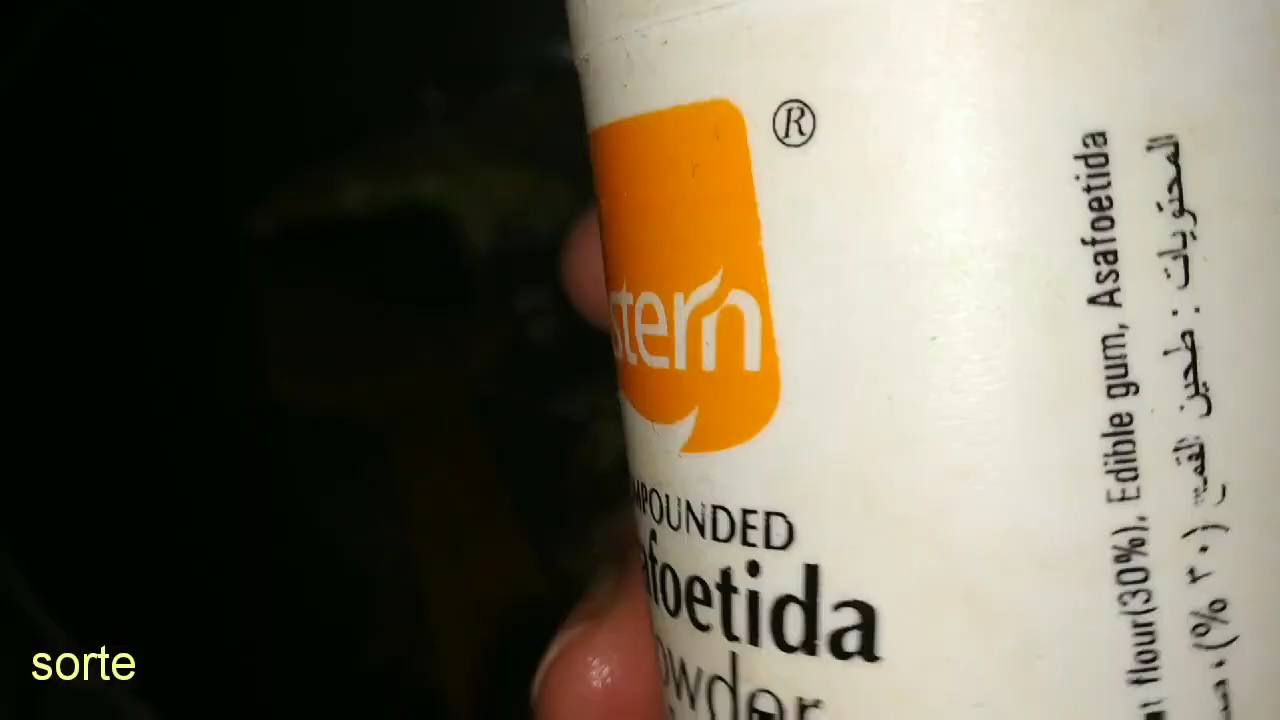 ®
stern
MPOUNDED
afoetida
owder
flour(30%), Edible gum, Asafoetida
المحتويات : طحين القمح (٣٠ %)،
sorte